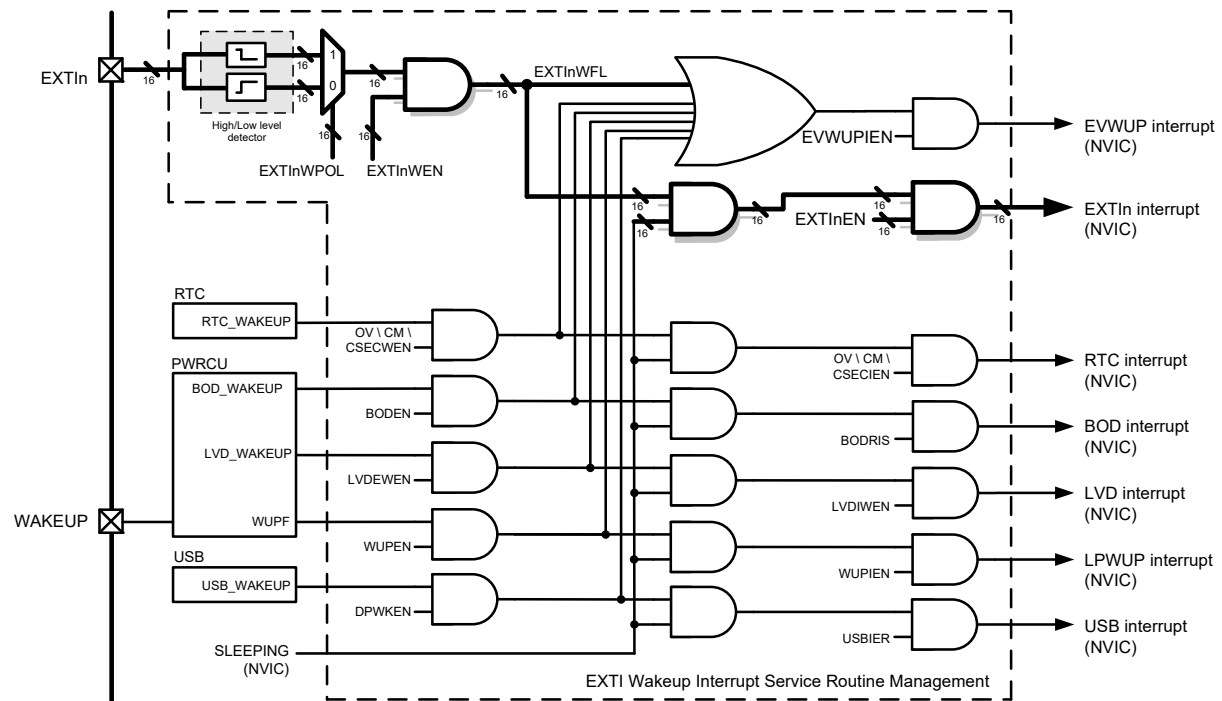 EXTIn
16
16
16
1
0
High/Low level
detector
16
EXTInWPOL
16
16
EXTInWEN
16
EXTInWFL
EVWUPIEN
EVWUP interrupt
(NVIC)
16
16
16
16
EXTInEN
16
16
EXTIn interrupt
(NVIC)
RTC
RTC_WAKEUP
OV \ CM \
CSECWEN
OV \ CM \
CSECIEN
RTC interrupt
(NVIC)
PWRCU
BOD_WAKEUP
BODEN
BODRIS
BOD interrupt
(NVIC)
LVD_WAKEUP
LVDEWEN
LVDIWEN
LVD interrupt
(NVIC)
WAKEUP
WUPF
WUPEN
WUPIEN
LPWUP interrupt
(NVIC)
USB
USB_WAKEUP
DPWKEN
USBIER
USB interrupt
(NVIC)
SLEEPING
(NVIC)
EXTI Wakeup Interrupt Service Routine Management